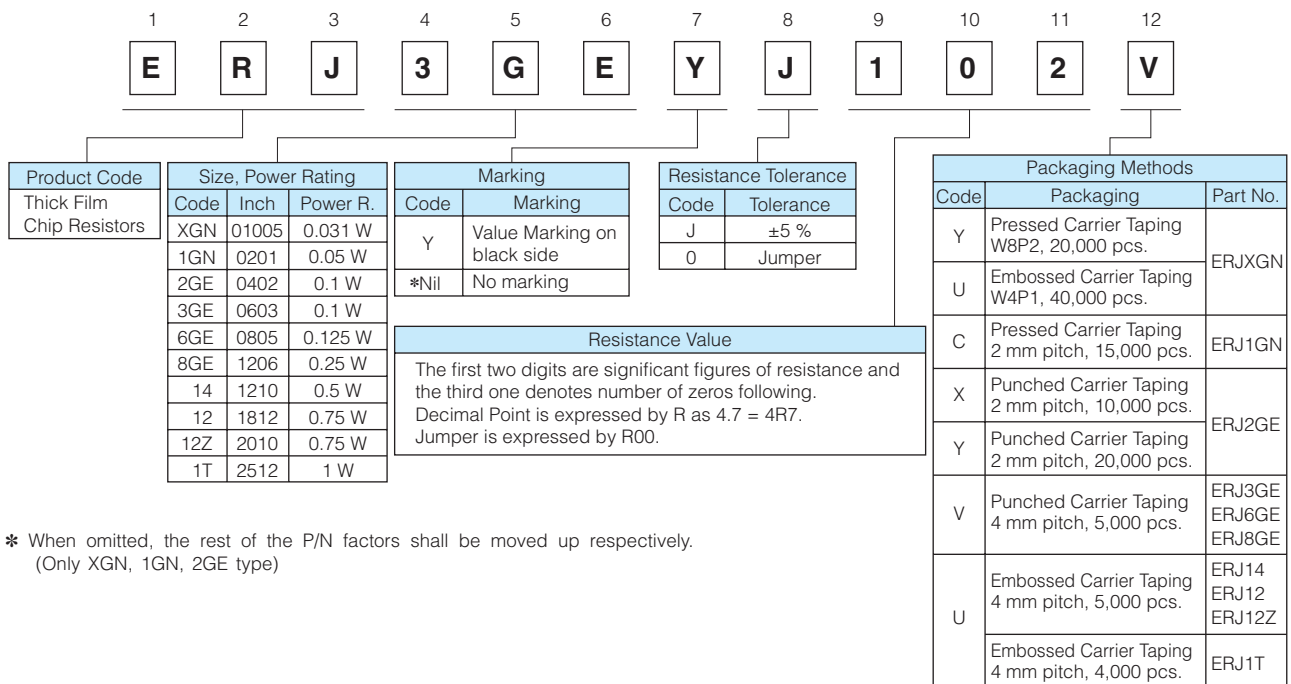 1 2 3 4 5 6 7 8 9 10 11 12
E R J 3 G E Y J 1 0 2 V
Product Code
Thick Film
Chip Resistors
Size, Power Rating
Code Inch Power R.
XGN 01005 0.031 W
1GN 0201 0.05 W
2GE 0402 0.1 W
3GE 0603 0.1 W
6GE 0805 0.125 W
8GE 1206 0.25 W
14 1210 0.5 W
12 1812 0.75 W
12Z 2010 0.75 W
1T 2512 1 W
Marking
Code Marking
Y Value Marking on
black side
✻Nil No marking
Resistance Tolerance
Code Tolerance
J ±5 %
0 Jumper
Resistance Value
The first two digits are significant figures of resistance and
the third one denotes number of zeros following.
Decimal Point is expressed by R as 4.7 = 4R7.
Jumper is expressed by R00.
Packaging Methods
Code Packaging Part No.
Y Pressed Carrier Taping
W8P2, 20,000 pcs.
ERJXGN
U Embossed Carrier Taping
W4P1, 40,000 pcs.
C Pressed Carrier Taping
2 mm pitch, 15,000 pcs.
ERJ1GN
X Punched Carrier Taping
2 mm pitch, 10,000 pcs.
ERJ2GE
Y Punched Carrier Taping
2 mm pitch, 20,000 pcs.
V Punched Carrier Taping
4 mm pitch, 5,000 pcs.
ERJ3GE
ERJ6GE
ERJ8GE
U Embossed Carrier Taping
4 mm pitch, 5,000 pcs.
ERJ14
ERJ12
ERJ12Z
Embossed Carrier Taping
4 mm pitch, 4,000 pcs.
ERJ1T
✻ When omitted, the rest of the P/N factors shall be moved up respectively.
(Only XGN, 1GN, 2GE type)